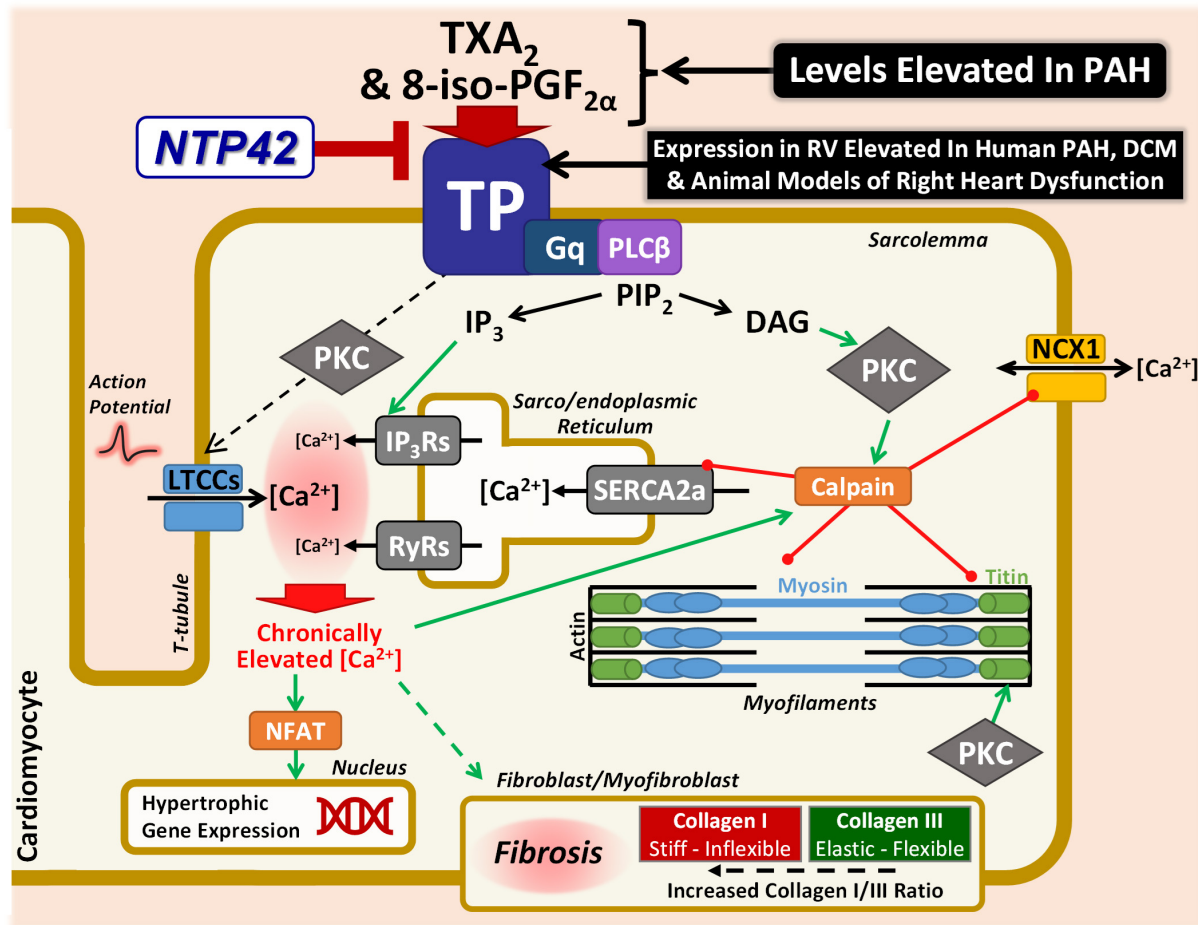 TXA2
& 8-iso-PGF2α
Levels Elevated In PAH
NTP42
Expression in RV Elevated In Human PAH, DCM
& Animal Models of Right Heart Dysfunction
TP
Gq
PLCβ
Sarcolemma
PIP2
IP3
DAG
PKC
PKC
NCX1
[Ca2+]
Action
Potential
Sarco/endoplasmic
Reticulum
[Ca2+]
IP3Rs
LTCCs
[Ca2+]
[Ca2+]
SERCA2a
Calpain
[Ca2+]
RyRs
T-tubule
Myosin
Titin
Actin
Chronically
Elevated [Ca2+]
Myofilaments
NFAT
PKC
Nucleus
Hypertrophic
Gene Expression
Fibroblast/Myofibroblast
Fibrosis
Collagen I
Stiff - Inflexible
Collagen III
Elastic - Flexible
Increased Collagen I/III Ratio
Cardiomyocyte